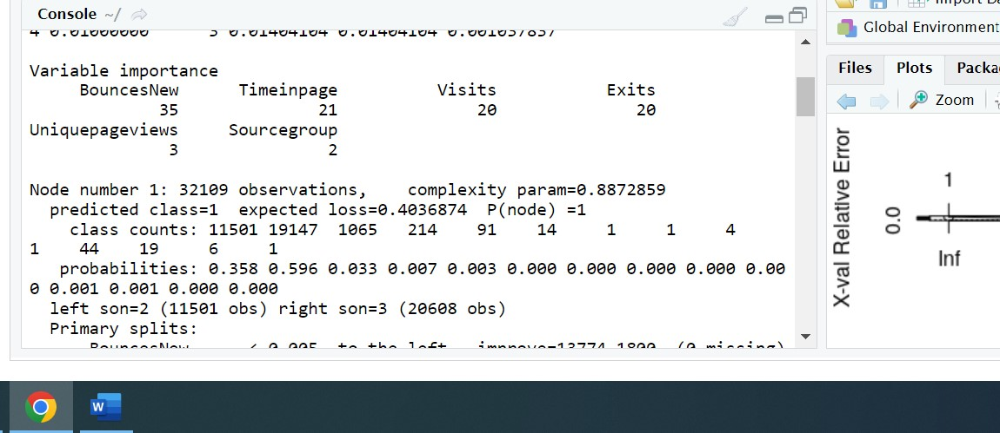 Console ~/
4 0.01000000 3 0.01404104 0.01404104 0.001037837
Variable importance
BouncesNew Timeinpage Visits Exits
35 21 20 20
Uniquepageviews Sourcegroup
3 2
Node number 1: 32109 observations, complexity param=0.8872859
predicted class=1 expected loss=0.4036874 P(node) =1
class counts: 11501 19147 1065 214 91 14 1 1 4
1 44 19 6 1
probabilities: 0.358 0.596 0.033 0.007 0.003 0.000 0.000 0.000 0.000 0.00
0 0.001 0.001 0.000 0.000
left son=2 (11501 obs) right son=3 (20608 obs)
Primary splits:
BouncesNew < 0.005 to the left, improve=13774.1800, (0 missing)
Global Environment
Files Plots Packa
Zoom
X-val Relative Error
0.0
1
Inf
W